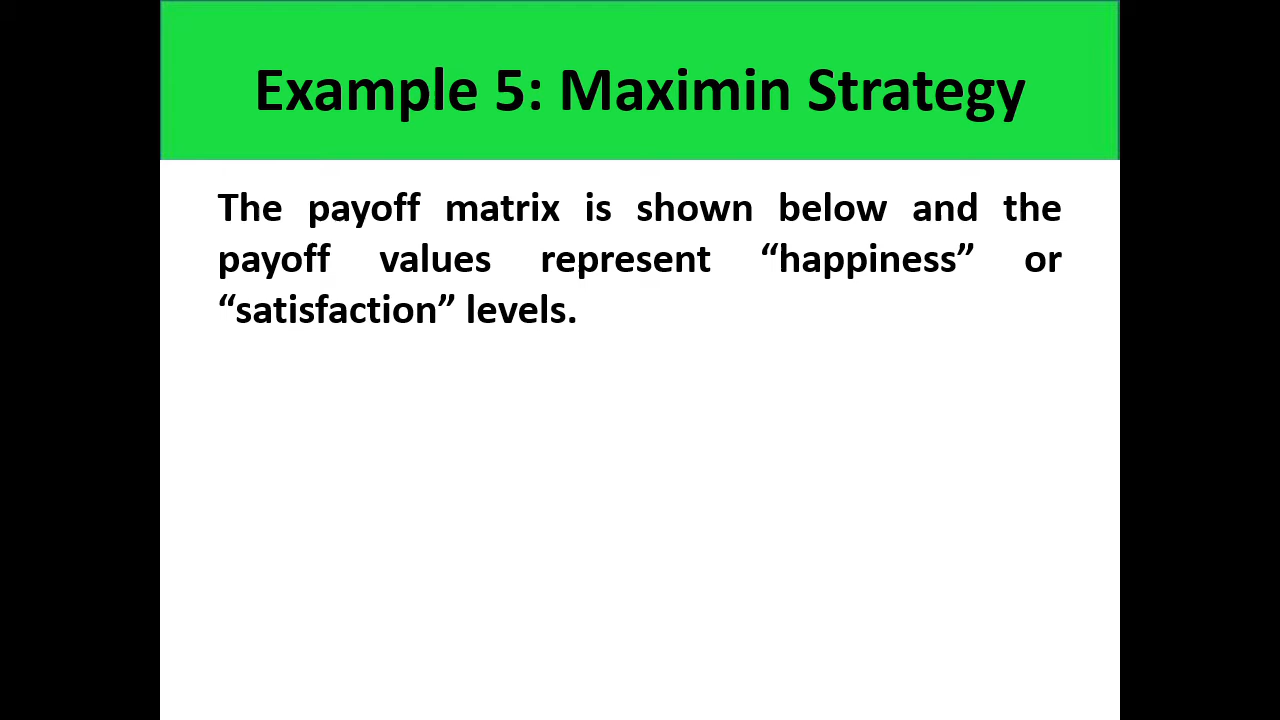 Example 5: Maximin Strategy
The payoff matrix is shown below and the
payoff values represent “happiness” or
“satisfaction” levels.